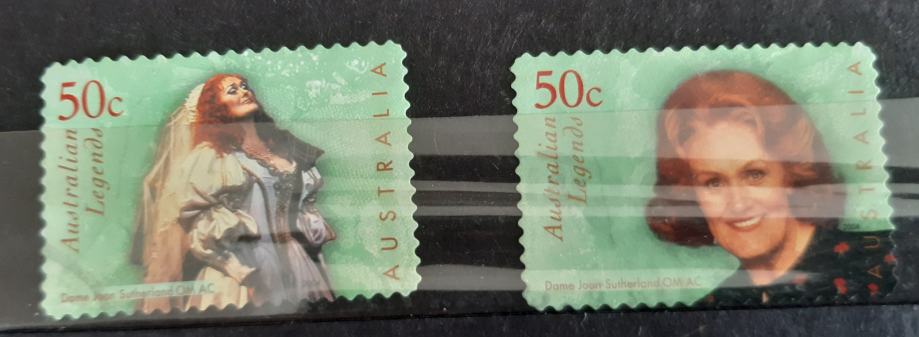 50c
Australian
Legends
AUSTRALIA
Dame Joan Sutherland OM AC
50c
Australian
Legends
AUSTRALIA
Dame Joan Sutherland OM AC